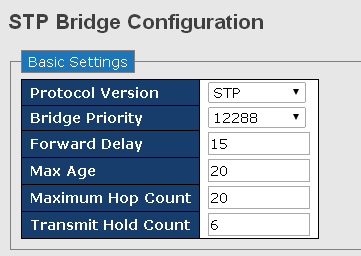 STP Bridge Configuration
Basic Settings
Protocol Version STP
Bridge Priority 12288
Forward Delay 15
Max Age 20
Maximum Hop Count 20
Transmit Hold Count 6